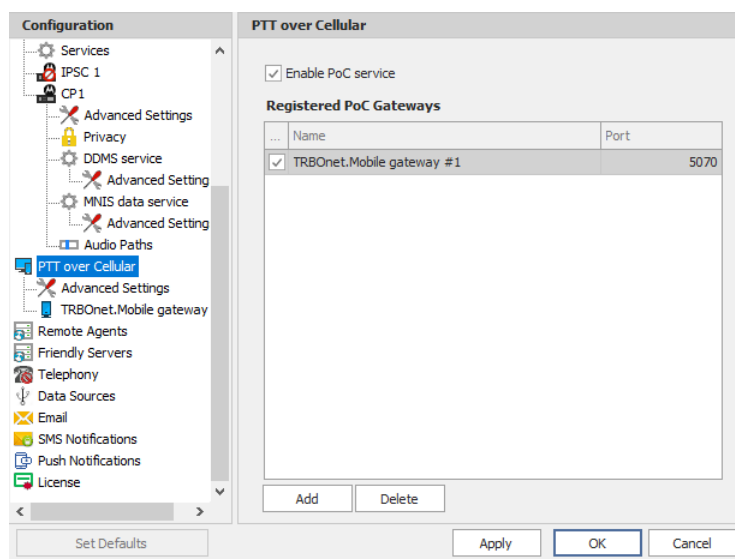 Configuration
Services
IPSC 1
CP1
Advanced Settings
Privacy
DDMS service
Advanced Setting
MNIS data service
Advanced Setting
Audio Paths
PTT over Cellular
Advanced Settings
TRBOnet.Mobile gateway
Remote Agents
Friendly Servers
Telephony
Data Sources
Email
SMS Notifications
Push Notifications
License
Set Defaults
PTT over Cellular
Enable PoC service
Registered PoC Gateways
... Name Port
TRBOnet.Mobile gateway #1 5070
Add Delete
Apply OK Cancel